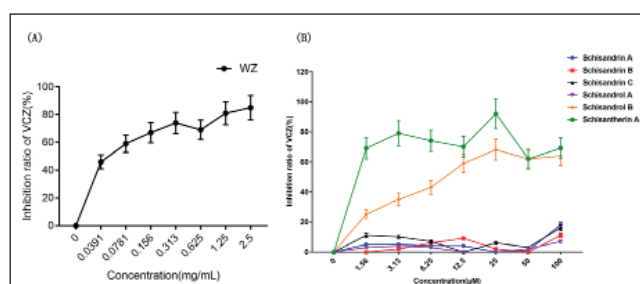 (A)
WZ
Inhibtion ratio of VCZ(%)
100
80
60
40
20
0
0
0.0391
0.0781
0.156
0.313
0.625
1.25
2.5
Concentration(mg/mL)
(B)
Schisandrin A
Schisandrin B
Schisandrin C
Schisandrol A
Schisandrol B
Schisantherin A
Inhibition ratio of VCZ(%)
120
100
80
60
40
20
0
0
1.56
3.13
6.25
12.5
25
50
100
Concentration(μM)